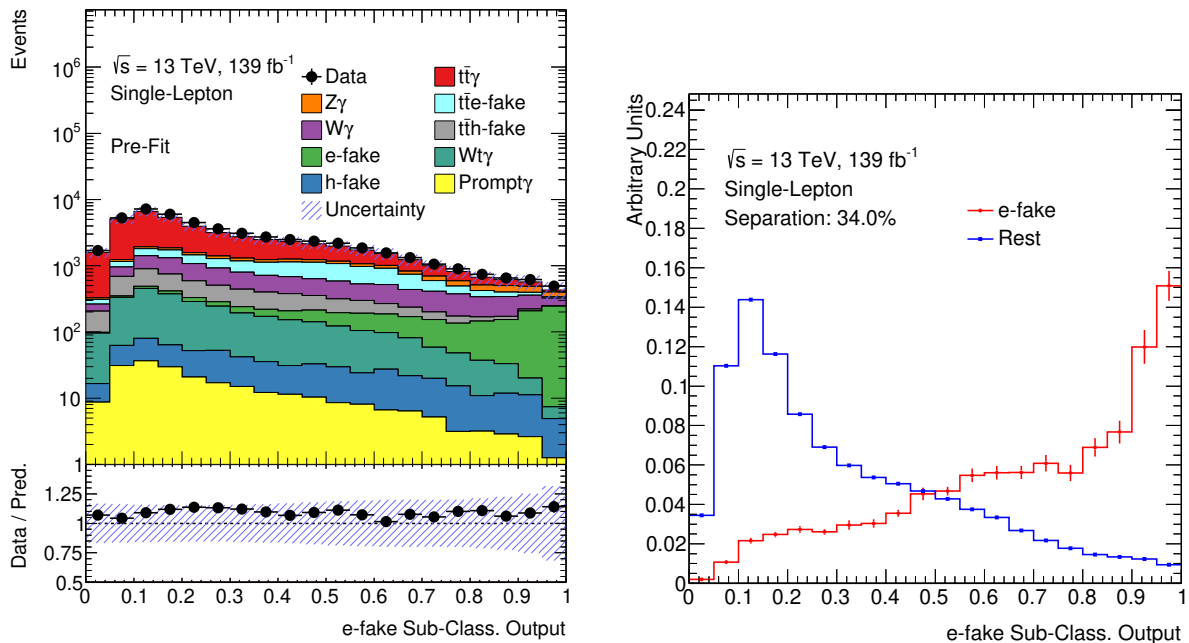 Events
10⁶
10⁵
10⁴
10³
10²
10
1
√s = 13 TeV, 139 fb⁻¹
Single-Lepton
Pre-Fit
Data
Zγ
Wγ
e-fake
h-fake
Uncertainty
tt̄γ
tt̄e-fake
tt̄h-fake
Wtγ
Promptγ
Data / Pred.
1.25
1
0.75
0.5
0 0.1 0.2 0.3 0.4 0.5 0.6 0.7 0.8 0.9 1
e-fake Sub-Class. Output
Arbitrary Units
0.24
0.22
0.2
0.18
0.16
0.14
0.12
0.1
0.08
0.06
0.04
0.02
0
√s = 13 TeV, 139 fb⁻¹
Single-Lepton
Separation: 34.0%
e-fake
Rest
0 0.1 0.2 0.3 0.4 0.5 0.6 0.7 0.8 0.9 1
e-fake Sub-Class. Output